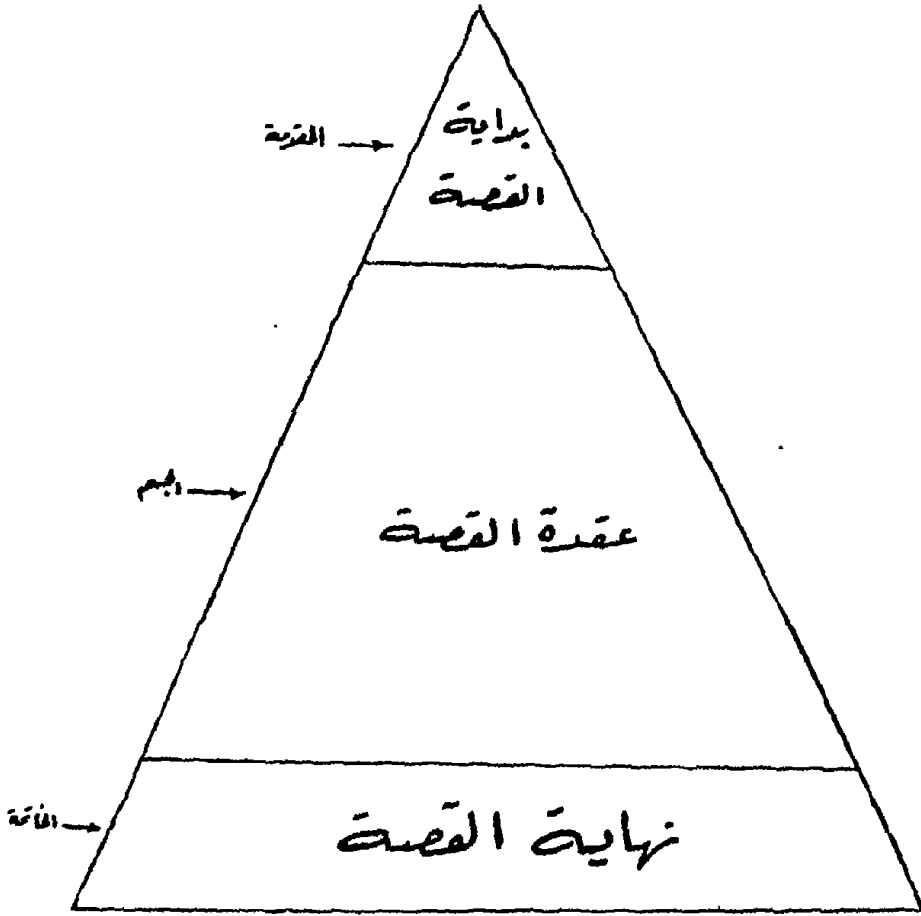 بداية
المقدمة
القصة
الجسم
عقدة القصة
الخاتمة
نهاية القصة